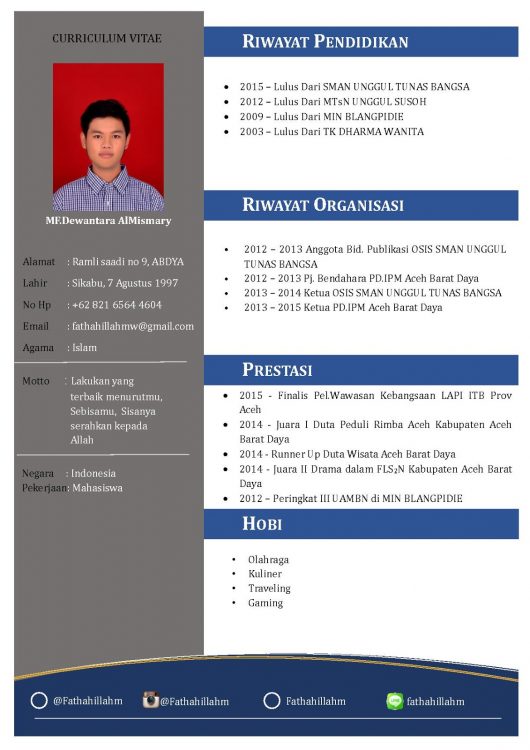 CURRICULUM VITAE
MF.Dewantara AlMismary
Alamat : Ramli saadi no 9, ABDYA
Lahir : Sikabu, 7 Agustus 1997
No Hp : +62 821 6564 4604
Email : fathahillahmw@gmail.com
Agama : Islam
Motto : Lakukan yang
terbaik menurutmu,
Sebisamu, Sisanya
serahkan kepada
Allah
Negara : Indonesia
Pekerjaan: Mahasiswa
RIWAYAT PENDIDIKAN
• 2015 – Lulus Dari SMAN UNGGUL TUNAS BANGSA
• 2012 – Lulus Dari MTsN UNGGUL SUSOH
• 2009 – Lulus Dari MIN BLANGPIDIE
• 2003 – Lulus Dari TK DHARMA WANITA
RIWAYAT ORGANISASI
• 2012 – 2013 Anggota Bid. Publikasi OSIS SMAN UNGGUL
TUNAS BANGSA
• 2012 – 2013 Pj. Bendahara PD.IPM Aceh Barat Daya
• 2013 – 2014 Ketua OSIS SMAN UNGGUL TUNAS BANGSA
• 2013 – 2015 Ketua PD.IPM Aceh Barat Daya
PRESTASI
• 2015 - Finalis Pel.Wawasan Kebangsaan LAPI ITB Prov
Aceh
• 2014 - Juara I Duta Peduli Rimba Aceh Kabupaten Aceh
Barat Daya
• 2014 - Runner Up Duta Wisata Aceh Barat Daya
• 2014 - Juara II Drama dalam FLS₂N Kabupaten Aceh Barat
Daya
• 2012 – Peringkat III UAMBN di MIN BLANGPIDIE
HOBI
• Olahraga
• Kuliner
• Traveling
• Gaming
@Fathahillahm @Fathahillahm Fathahillahm LINE fathahillahm